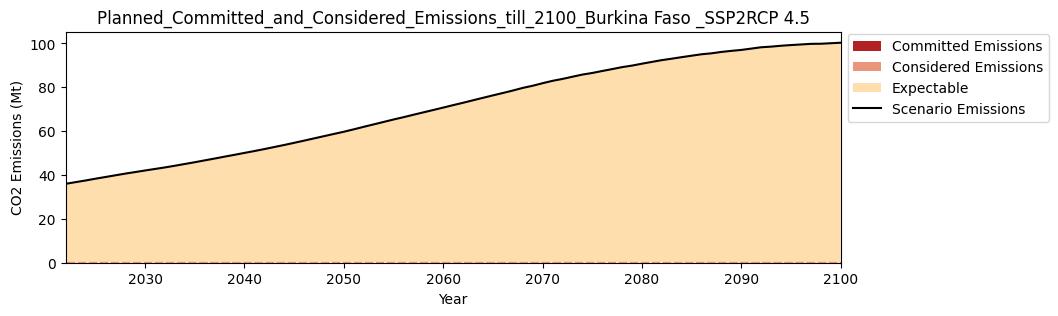 Planned_Committed_and_Considered_Emissions_till_2100_Burkina Faso _SSP2RCP 4.5
CO2 Emissions (Mt)
100
80
60
40
20
0
2030 2040 2050 2060 2070 2080 2090 2100
Year
Committed Emissions
Considered Emissions
Expectable
Scenario Emissions